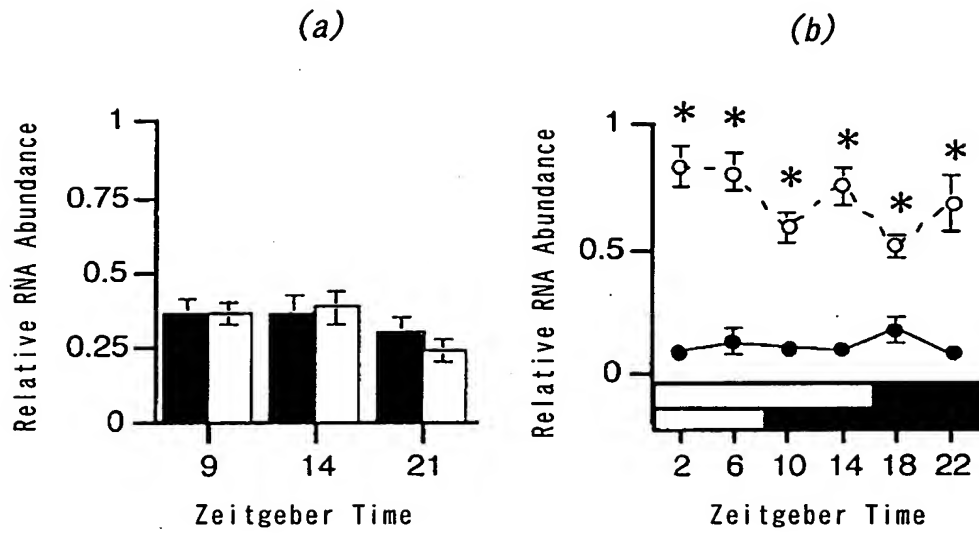 (a)
Relative RNA Abundance
1
0.75
0.5
0.25
0
9 14 21
Zeitgeber Time
(b)
Relative RNA Abundance
1
0.5
0
* * * * * *
2 6 10 14 18 22
Zeitgeber Time